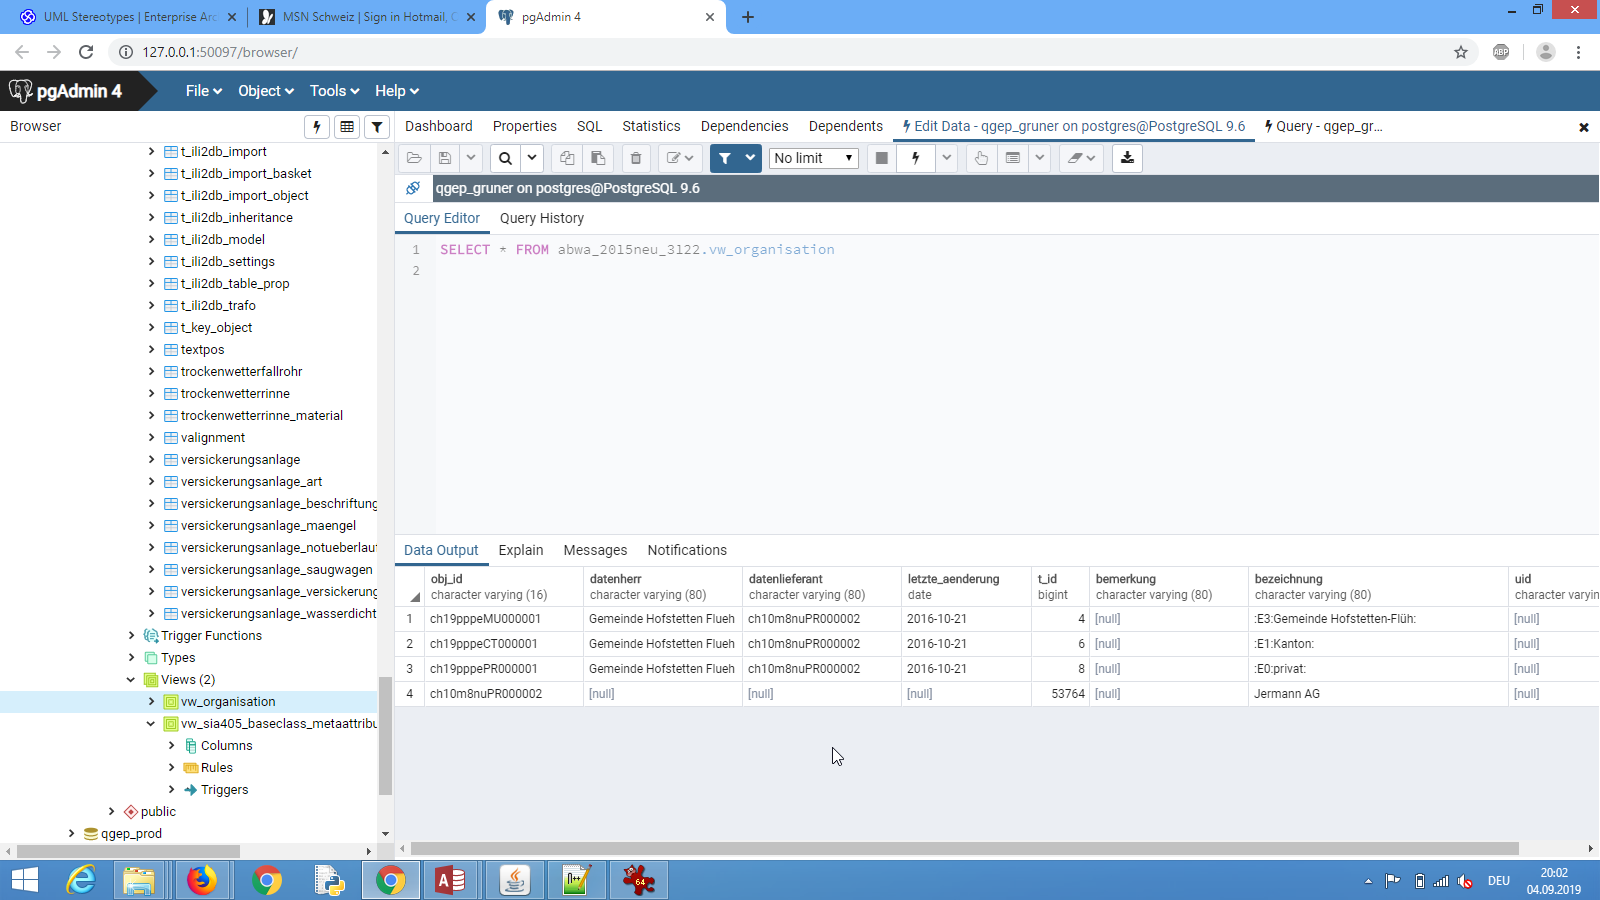 UML Stereotypes | Enterprise Arc
MSN Schweiz | Sign in Hotmail, O
pgAdmin 4
127.0.0.1:50097/browser/
ABP
pgAdmin 4
File
Object
Tools
Help
Browser
Dashboard
Properties
SQL
Statistics
Dependencies
Dependents
Edit Data - qgep_gruner on postgres@PostgreSQL 9.6
Query - qgep_gr...
No limit
qgep_gruner on postgres@PostgreSQL 9.6
Query Editor
Query History
1 SELECT * FROM abwa_2015neu_3122.vw_organisation
2
t_ili2db_import
t_ili2db_import_basket
t_ili2db_import_object
t_ili2db_inheritance
t_ili2db_model
t_ili2db_settings
t_ili2db_table_prop
t_ili2db_trafo
t_key_object
textpos
trockenwetterfallrohr
trockenwetterrinne
trockenwetterrinne_material
valignment
versickerungsanlage
versickerungsanlage_art
versickerungsanlage_beschriftung
versickerungsanlage_maengel
versickerungsanlage_notueberlauf
versickerungsanlage_saugwagen
versickerungsanlage_versickerung
versickerungsanlage_wasserdicht
Trigger Functions
Types
Views (2)
vw_organisation
vw_sia405_baseclass_metaattribu
Columns
Rules
Triggers
public
qgep_prod
Data Output
Explain
Messages
Notifications
obj_id datenherr datenlieferant letzte_aenderung t_id bemerkung bezeichnung uid
character varying (16) character varying (80) character varying (80) date bigint character varying (80) character varying (80) character varyin
1 ch19pppeMU000001 Gemeinde Hofstetten Flueh ch10m8nuPR000002 2016-10-21 4 [null] :E3:Gemeinde Hofstetten-Flüh: [null]
2 ch19pppeCT000001 Gemeinde Hofstetten Flueh ch10m8nuPR000002 2016-10-21 6 [null] :E1:Kanton: [null]
3 ch19pppePR000001 Gemeinde Hofstetten Flueh ch10m8nuPR000002 2016-10-21 8 [null] :E0:privat: [null]
4 ch10m8nuPR000002 [null] [null] [null] 53764 [null] Jermann AG [null]
64
DEU
20:02
04.09.2019